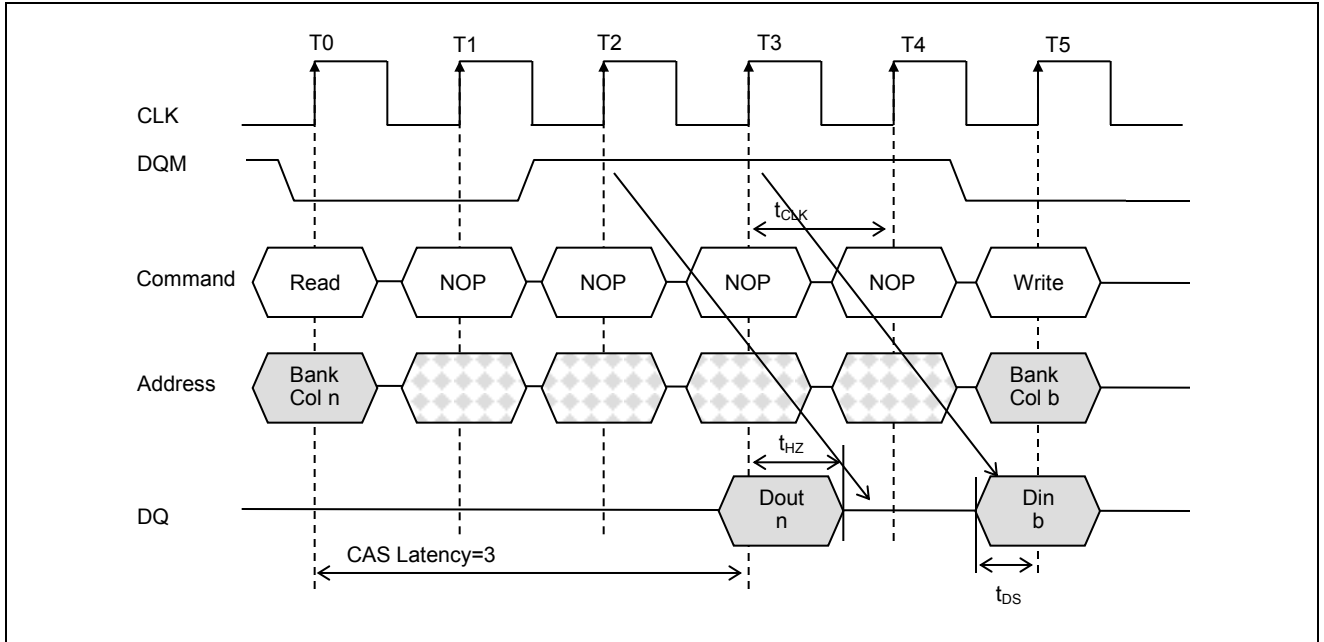 T0 T1 T2 T3 T4 T5
CLK
DQM
tCLK
Command Read NOP NOP NOP NOP Write
Address Bank Col n Bank Col b
tHZ
DQ Dout n Din b
CAS Latency=3
tDS